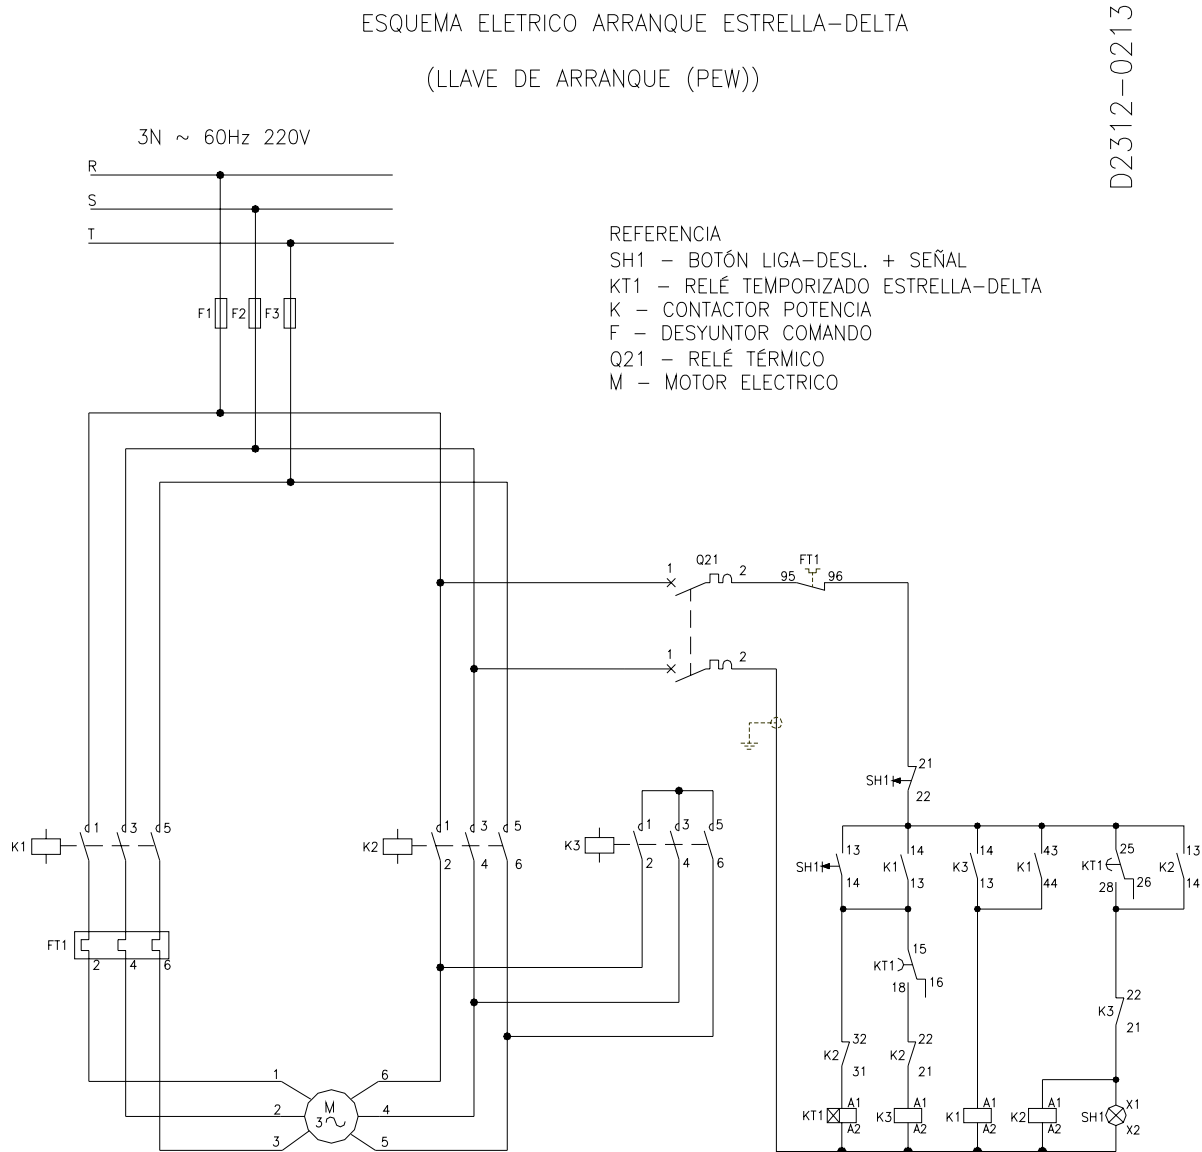 ESQUEMA ELETRICO ARRANQUE ESTRELLA-DELTA
(LLAVE DE ARRANQUE (PEW))
D2312-0213
3N ~ 60Hz 220V
R
S
T
F1 F2 F3
REFERENCIA
SH1 - BOTÓN LIGA-DESL. + SEÑAL
KT1 - RELÉ TEMPORIZADO ESTRELLA-DELTA
K - CONTACTOR POTENCIA
F - DESYUNTOR COMANDO
Q21 - RELÉ TÉRMICO
M - MOTOR ELECTRICO
Q21 FT1
1 2 95 96
1 2
21
SH1
22
K1 1 3 5
K2 1 3 5
2 4 6
K3 1 3 5
2 4 6
13 14 14 43 25 13
SH1 K1 K3 K1 KT1 K2
14 13 13 44 28 26 14
FT1
2 4 6
15
KT1
18 16
22
K3
21
32 22
K2 K2
31 21
1 6
M
2 3~ 4
3 5
A1 A1 A1 A1 X1
KT1 K3 K1 K2 SH1
A2 A2 A2 A2 X2